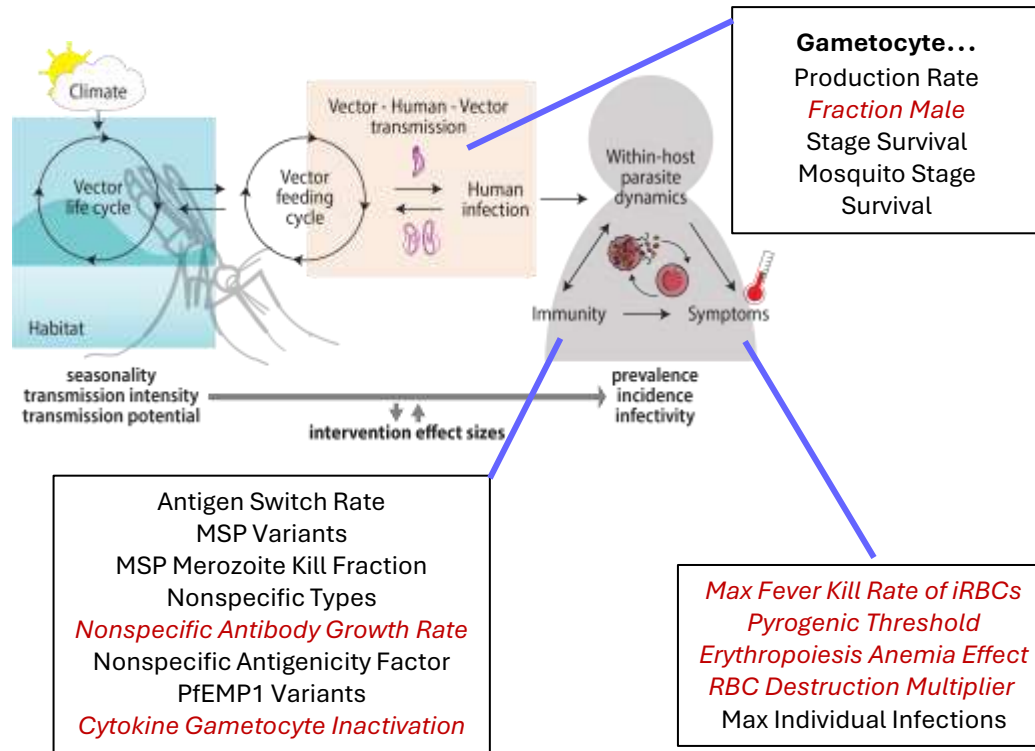 Climate
Vector
life cycle
Habitat
Vector
feeding
cycle
Vector - Human - Vector
transmission
Human
infection
Within-host
parasite
dynamics
Immunity
Symptoms
seasonality
transmission intensity
transmission potential
intervention effect sizes
prevalence
incidence
infectivity
Gametocyte...
Production Rate
Fraction Male
Stage Survival
Mosquito Stage
Survival
Antigen Switch Rate
MSP Variants
MSP Merozoite Kill Fraction
Nonspecific Types
Nonspecific Antibody Growth Rate
Nonspecific Antigenicity Factor
PfEMP1 Variants
Cytokine Gametocyte Inactivation
Max Fever Kill Rate of iRBCs
Pyrogenic Threshold
Erythropoiesis Anemia Effect
RBC Destruction Multiplier
Max Individual Infections